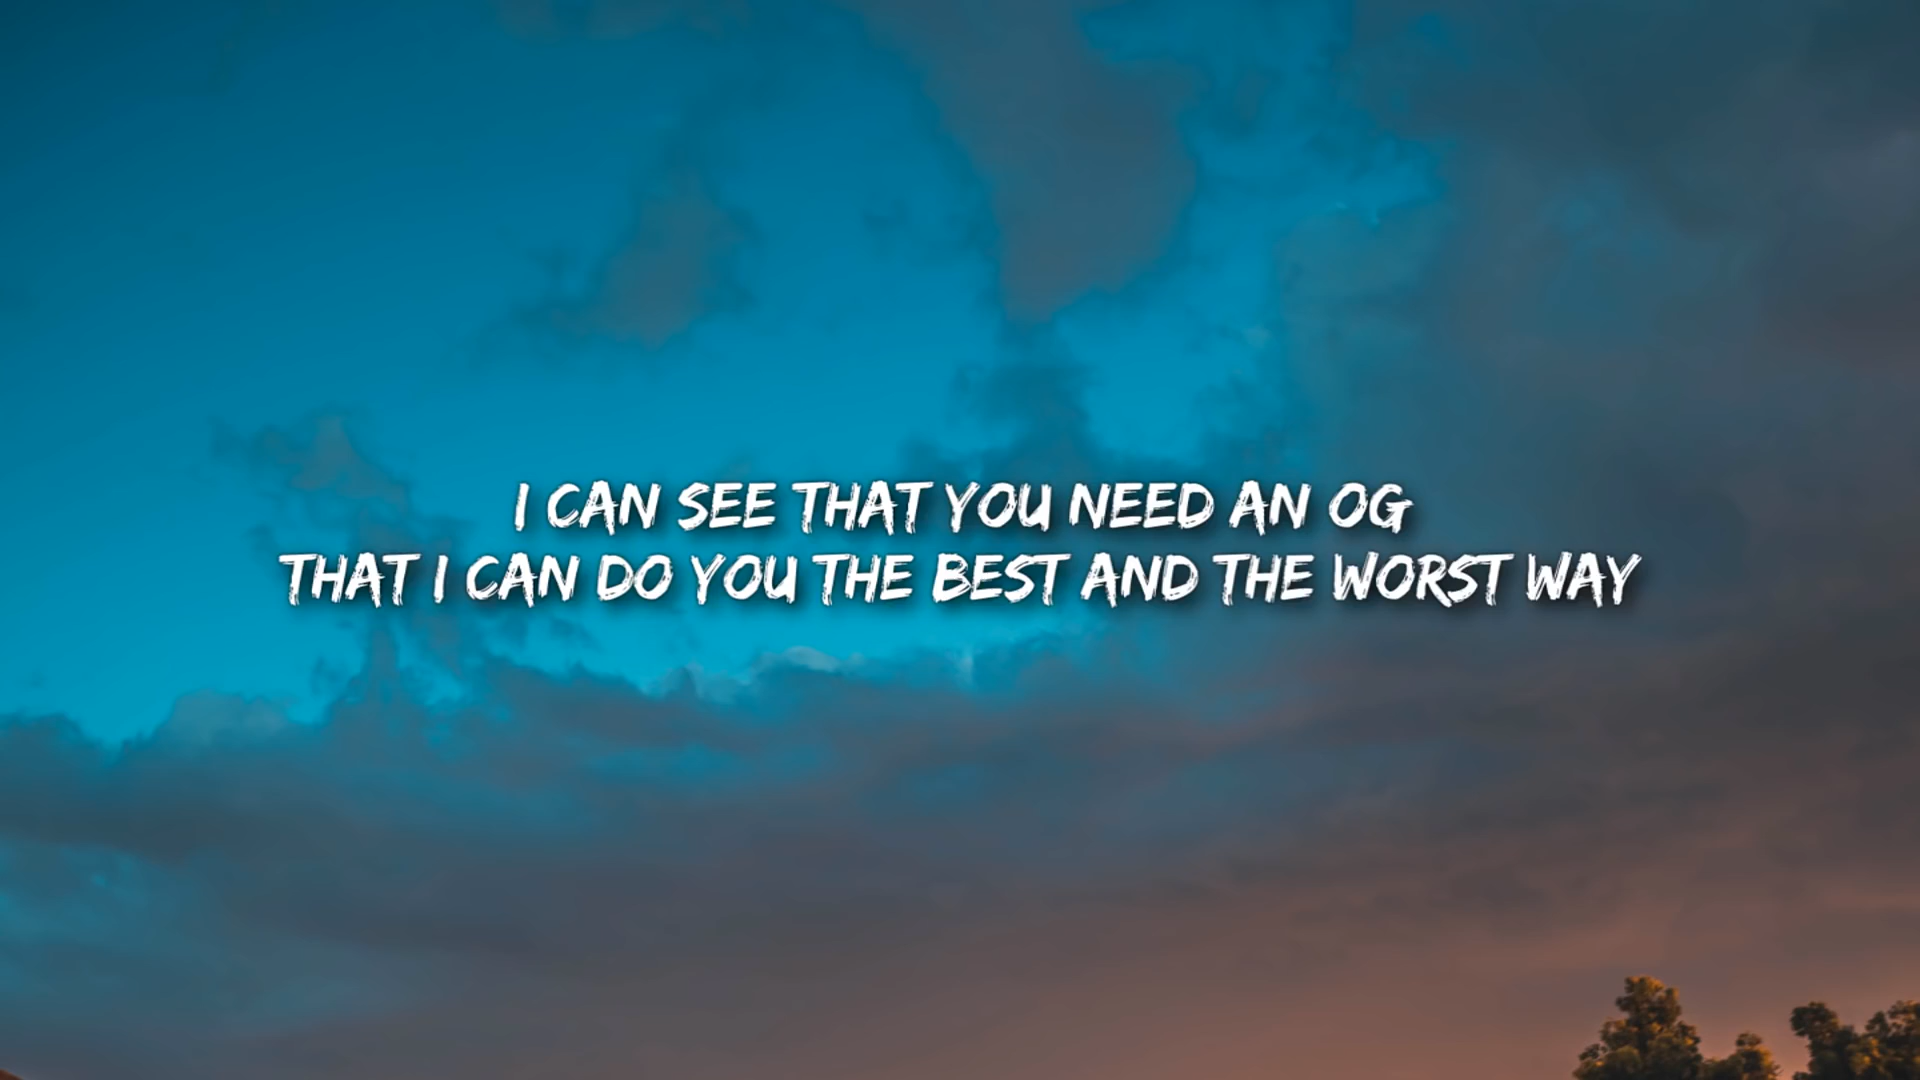 I CAN SEE THAT YOU NEED AN OG
THAT I CAN DO YOU THE BEST AND THE WORST WAY